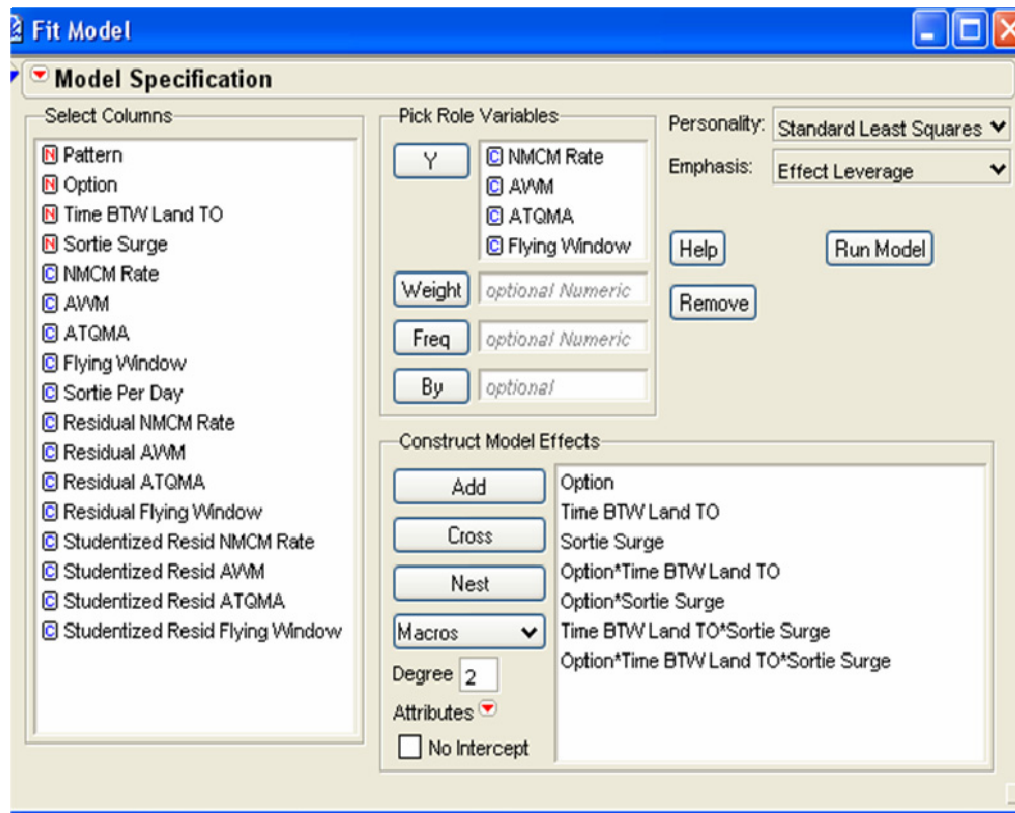 Fit Model
Model Specification
Select Columns
N Pattern
N Option
N Time BTW Land TO
N Sortie Surge
C NMCM Rate
C AWM
C ATQMA
C Flying Window
C Sortie Per Day
C Residual NMCM Rate
C Residual AWM
C Residual ATQMA
C Residual Flying Window
C Studentized Resid NMCM Rate
C Studentized Resid AWM
C Studentized Resid ATQMA
C Studentized Resid Flying Window
Pick Role Variables
Y
C NMCM Rate
C AWM
C ATQMA
C Flying Window
Weight optional Numeric
Freq optional Numeric
By optional
Personality: Standard Least Squares
Emphasis: Effect Leverage
Help Run Model
Remove
Construct Model Effects
Add
Cross
Nest
Macros
Degree 2
Attributes
No Intercept
Option
Time BTW Land TO
Sortie Surge
Option*Time BTW Land TO
Option*Sortie Surge
Time BTW Land TO*Sortie Surge
Option*Time BTW Land TO*Sortie Surge